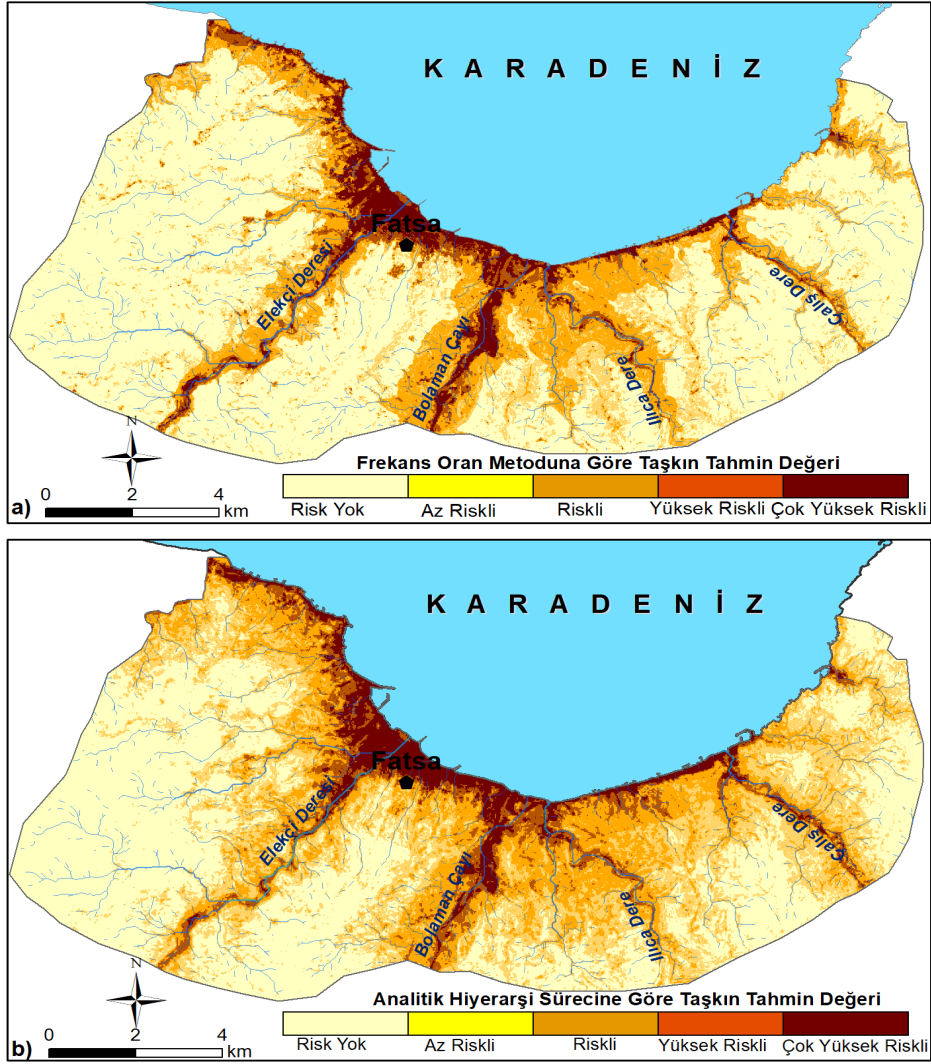 K A R A D E N İ Z
Fatsa
Elekçi Deresi
Bolaman Çayı
Ilıca Dere
Çalış Dere
N
Frekans Oran Metoduna Göre Taşkın Tahmin Değeri
Risk Yok Az Riskli Riskli Yüksek Riskli Çok Yüksek Riskli
a) 0 2 4 km
K A R A D E N İ Z
Fatsa
Elekçi Deresi
Bolaman Çayı
Ilıca Dere
Çalış Dere
N
Analitik Hiyerarşi Sürecine Göre Taşkın Tahmin Değeri
Risk Yok Az Riskli Riskli Yüksek Riskli Çok Yüksek Riskli
b) 0 2 4 km